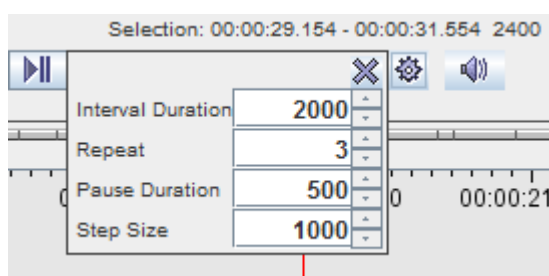 Selection: 00:00:29.154 - 00:00:31.554 2400
Interval Duration 2000
Repeat 3
Pause Duration 500
Step Size 1000
0 00:00:21